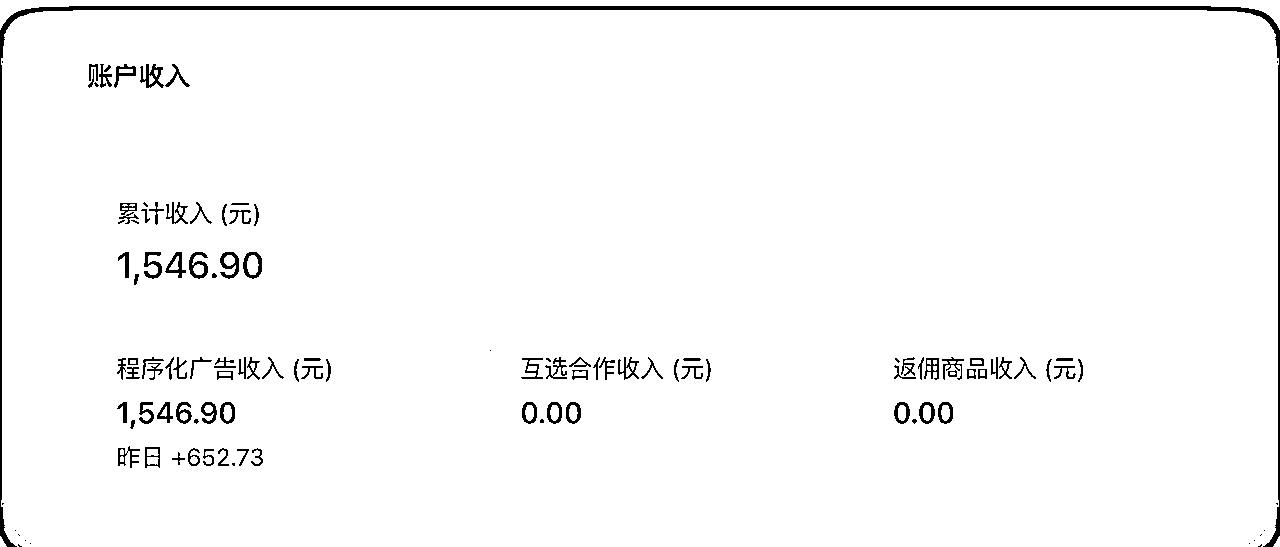 账户收入
累计收入 (元)
1,546.90
程序化广告收入 (元) 互选合作收入 (元) 返佣商品收入 (元)
1,546.90 0.00 0.00
昨日 +652.73